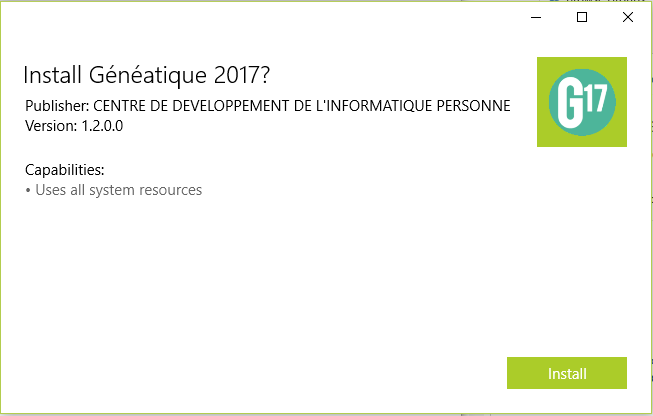 Install Généatique 2017?
Publisher: CENTRE DE DEVELOPPEMENT DE L'INFORMATIQUE PERSONNE
Version: 1.2.0.0
G17
Capabilities:
• Uses all system resources
Install